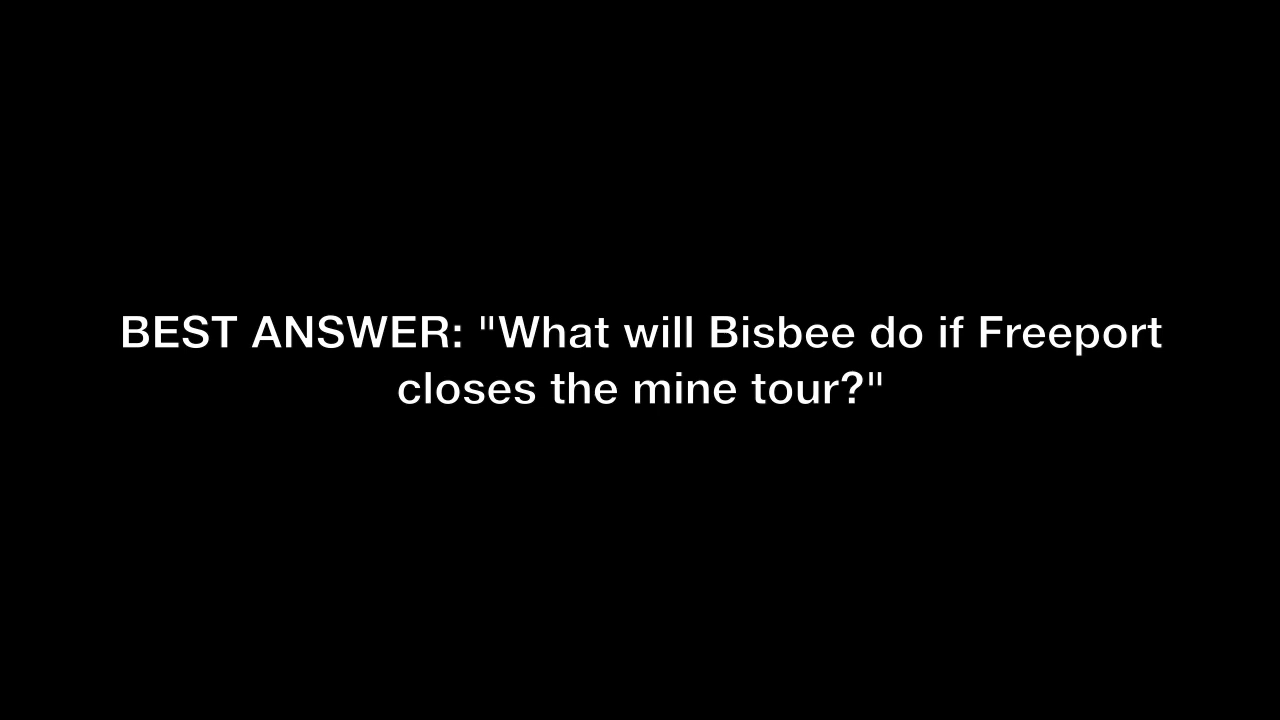 BEST ANSWER: "What will Bisbee do if Freeport
closes the mine tour?"